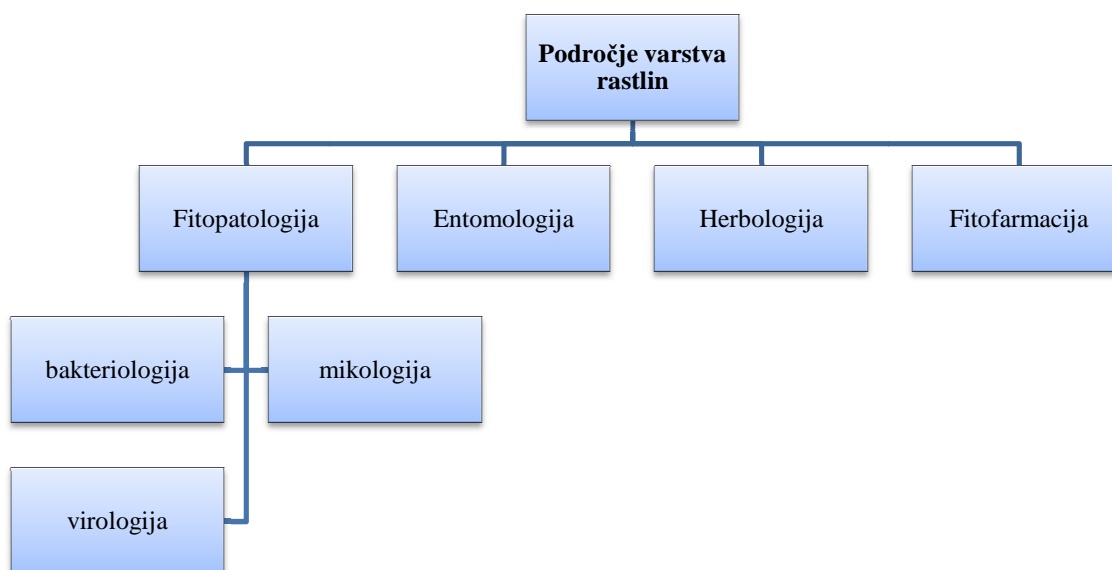 Področje varstva
rastlin
Fitopatologija
Entomologija
Herbologija
Fitofarmacija
bakteriologija
mikologija
virologija